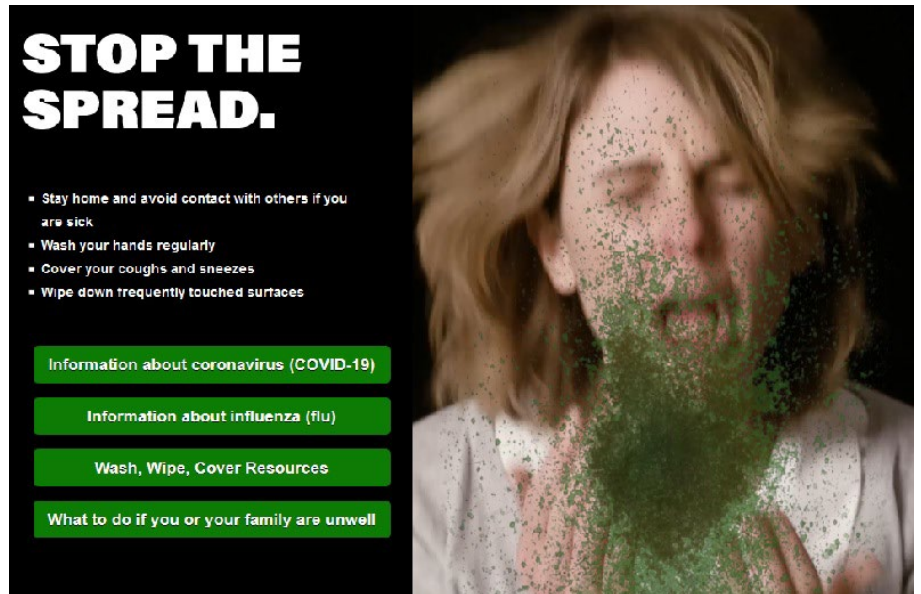 STOP THE
SPREAD.
Stay home and avoid contact with others if you
are sick
Wash your hands regularly
Cover your coughs and sneezes
Wipe down frequently touched surfaces
Information about coronavirus (COVID-19)
Information about influenza (flu)
Wash, Wipe, Cover Resources
What to do if you or your family are unwell